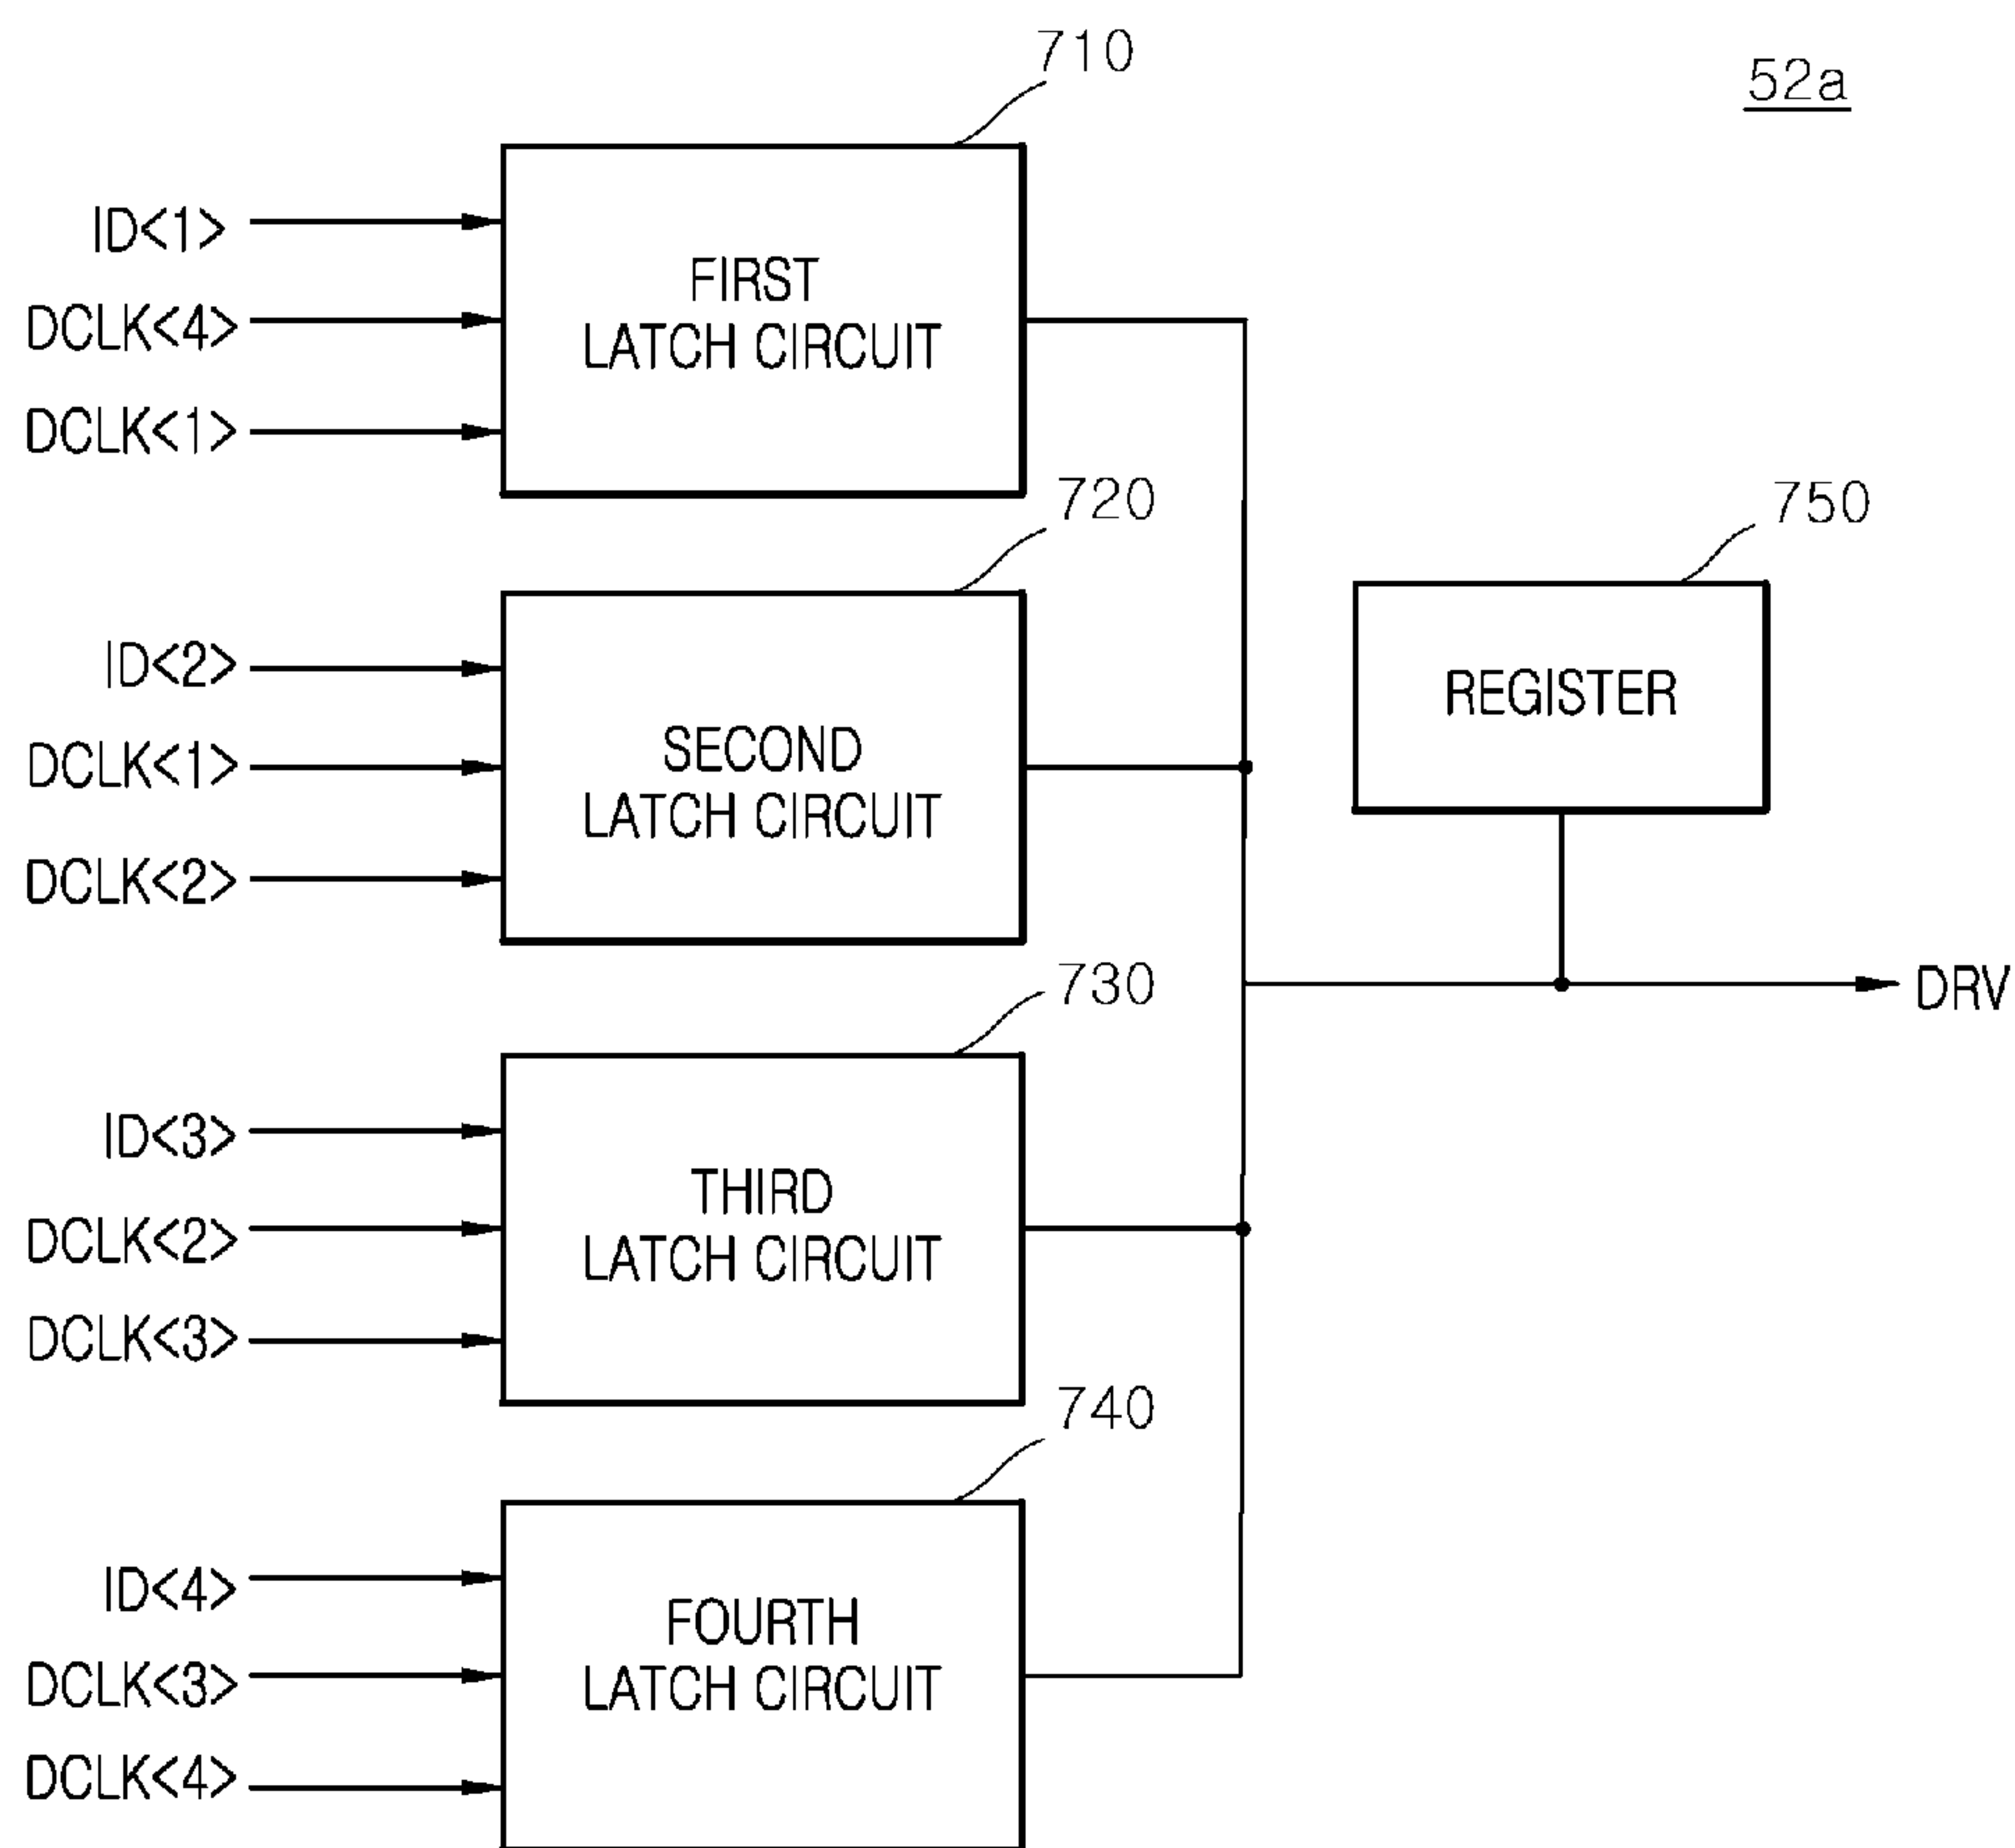 710
52a
ID<1>
DCLK<4>
DCLK<1>
FIRST
LATCH CIRCUIT
720
ID<2>
DCLK<1>
DCLK<2>
SECOND
LATCH CIRCUIT
750
REGISTER
730
DRV
ID<3>
DCLK<2>
DCLK<3>
THIRD
LATCH CIRCUIT
740
ID<4>
DCLK<3>
DCLK<4>
FOURTH
LATCH CIRCUIT